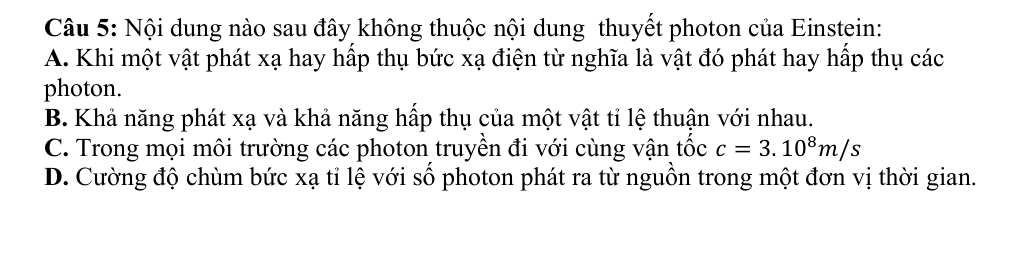 Câu 5: Nội dung nào sau đây không thuộc nội dung thuyết photon của Einstein:
A. Khi một vật phát xạ hay hấp thụ bức xạ điện từ nghĩa là vật đó phát hay hấp thụ các
photon.
B. Khả năng phát xạ và khả năng hấp thụ của một vật tỉ lệ thuận với nhau.
C. Trong mọi môi trường các photon truyền đi với cùng vận tốc c = 3. 10⁸m/s
D. Cường độ chùm bức xạ tỉ lệ với số photon phát ra từ nguồn trong một đơn vị thời gian.